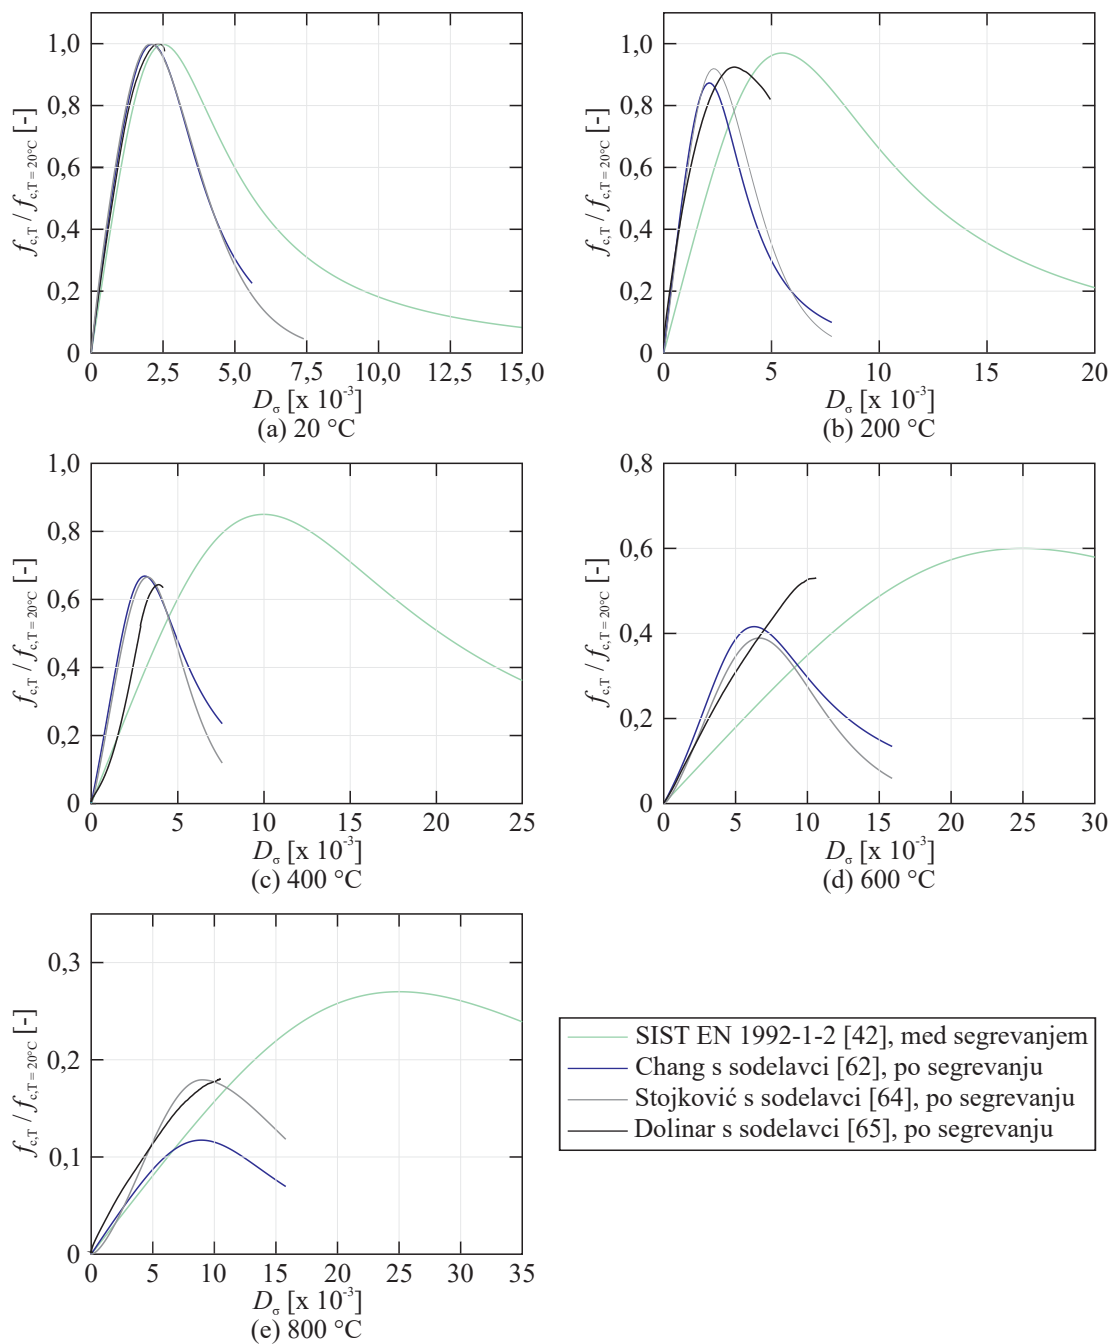 f_c,T / f_c,T = 20°C [-]
1,0
0,8
0,6
0,4
0,2
0
0 2,5 5,0 7,5 10,0 12,5 15,0
D_σ [x 10^-3]
(a) 20 °C
f_c,T / f_c,T = 20°C [-]
1,0
0,8
0,6
0,4
0,2
0
0 5 10 15 20
D_σ [x 10^-3]
(b) 200 °C
f_c,T / f_c,T = 20°C [-]
1,0
0,8
0,6
0,4
0,2
0
0 5 10 15 20 25
D_σ [x 10^-3]
(c) 400 °C
f_c,T / f_c,T = 20°C [-]
0,8
0,6
0,4
0,2
0
0 5 10 15 20 25 30
D_σ [x 10^-3]
(d) 600 °C
f_c,T / f_c,T = 20°C [-]
0,3
0,2
0,1
0
0 5 10 15 20 25 30 35
D_σ [x 10^-3]
(e) 800 °C
SIST EN 1992-1-2 [42], med segrevanjem
Chang s sodelavci [62], po segrevanju
Stojković s sodelavci [64], po segrevanju
Dolinar s sodelavci [65], po segrevanju